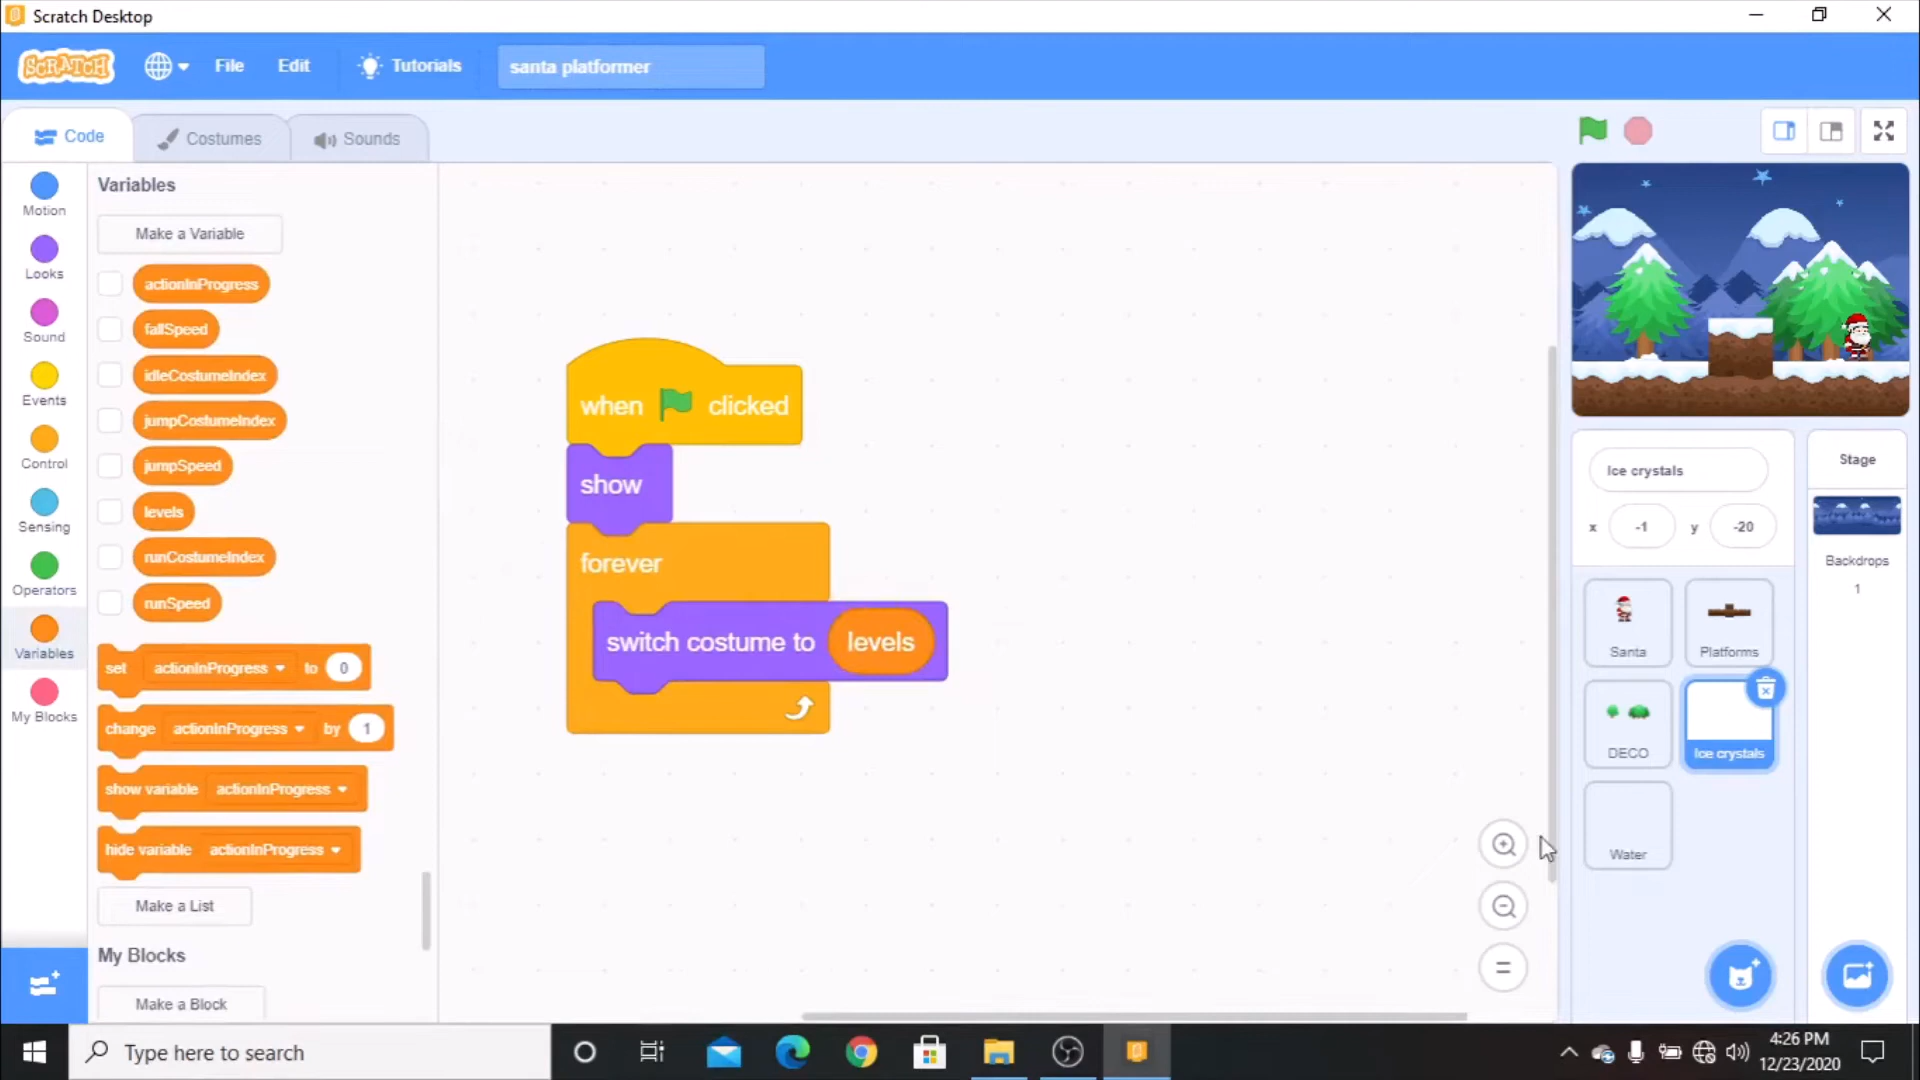 Scratch Desktop
SCRATCH
File
Edit
Tutorials
santa platformer
Code
Costumes
Sounds
Motion
Looks
Sound
Events
Control
Sensing
Operators
Variables
My Blocks
Variables
Make a Variable
actionInProgress
fallSpeed
idleCostumeIndex
jumpCostumeIndex
jumpSpeed
levels
runCostumeIndex
runSpeed
set actionInProgress to 0
change actionInProgress by 1
show variable actionInProgress
hide variable actionInProgress
Make a List
My Blocks
Make a Block
when clicked
show
forever
switch costume to levels
Ice crystals
x -1 y -20
Stage
Backdrops
1
Santa
Platforms
DECO
Ice crystals
Water
Type here to search
4:26 PM
12/23/2020